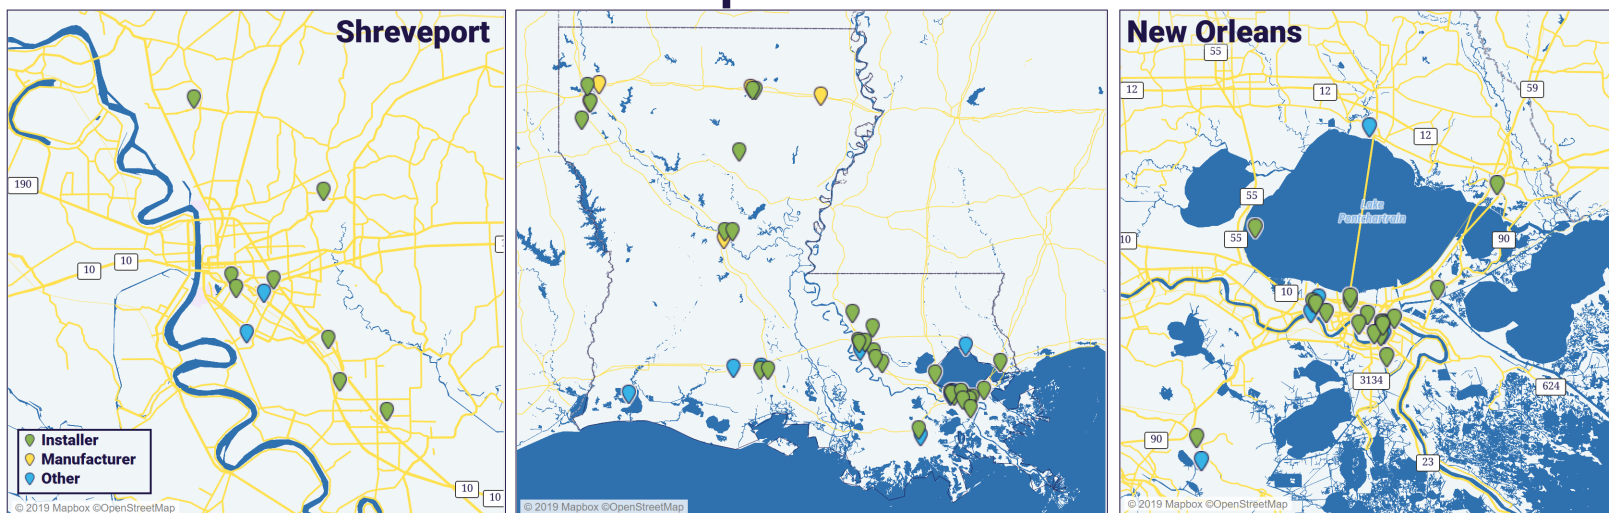 Shreveport
190
10
10
10
10
Installer
Manufacturer
Other
© 2019 Mapbox ©OpenStreetMap
© 2019 Mapbox ©OpenStreetMap
New Orleans
55
12
12
59
12
55
Lake
Pontchartrain
55
10
90
10
3134
624
90
23
© 2019 Mapbox ©OpenStreetMap